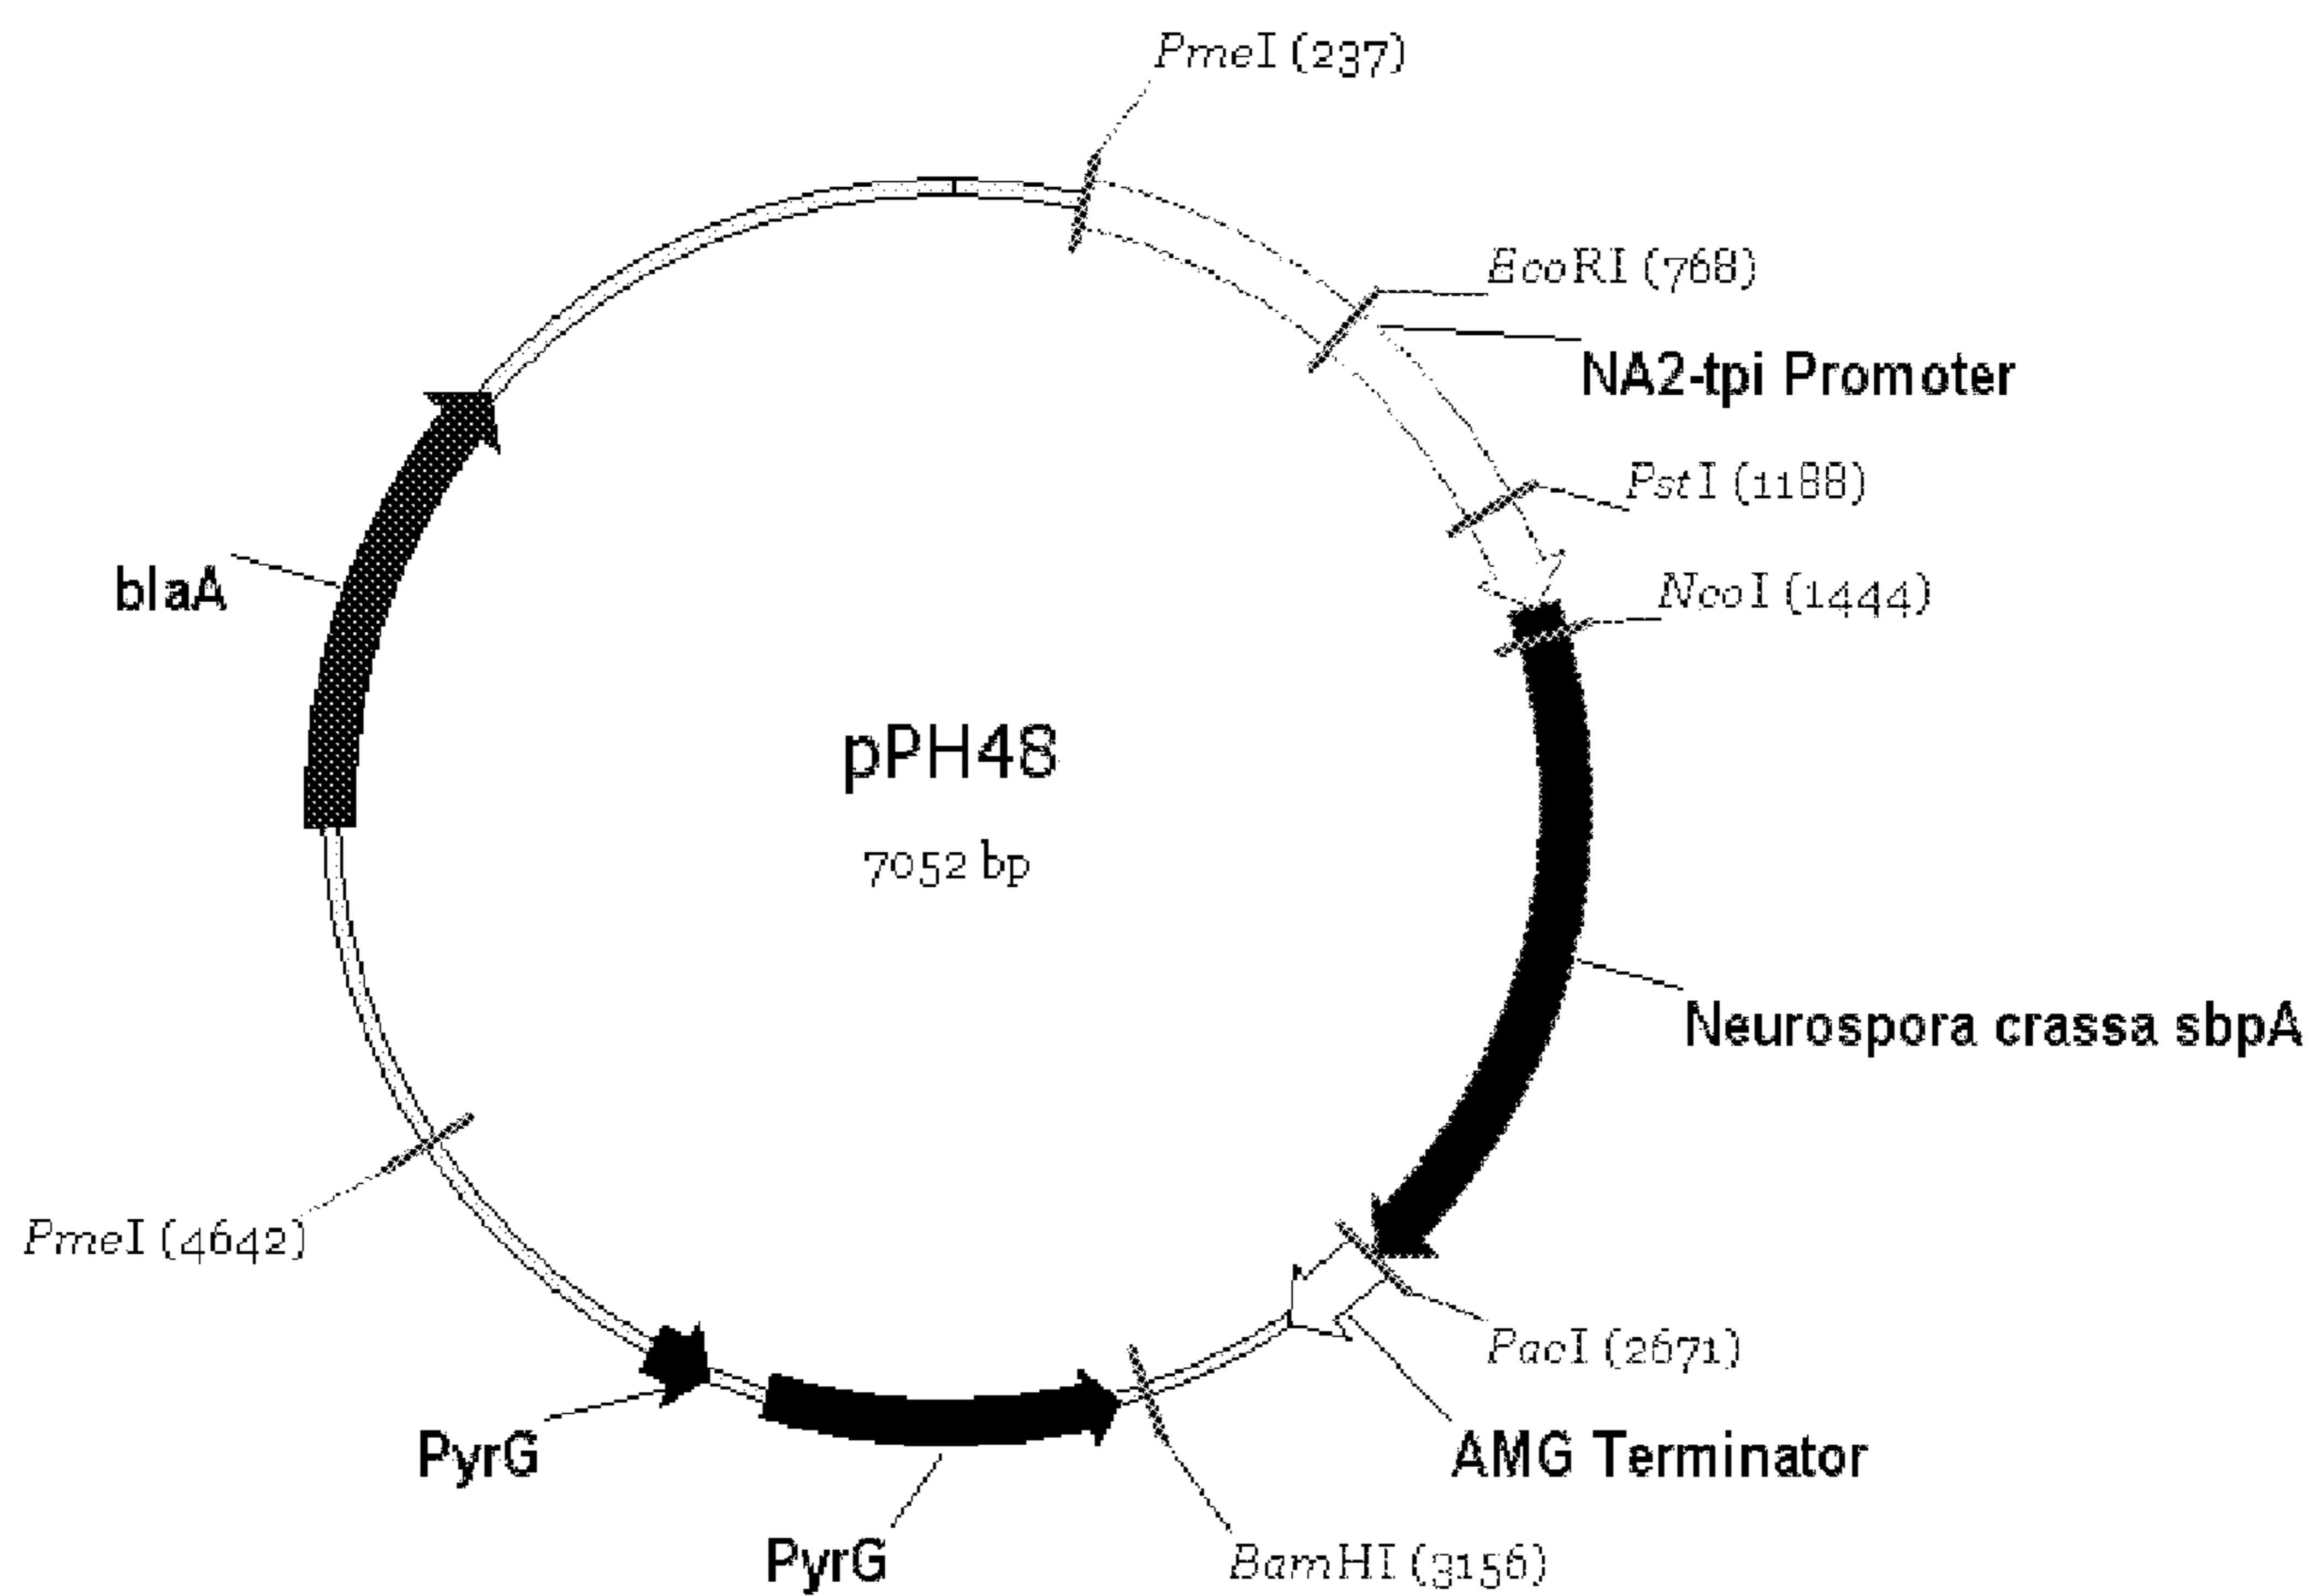 PmeI (237)
EcoRI (768)
NA2-tpi Promoter
PstI (1188)
NcoI (1444)
blaA
pPH48
7052 bp
Neurospora crassa sbpA
PmeI (4642)
PacI (2671)
PyrG
AMG Terminator
PyrG
BamHI (3156)